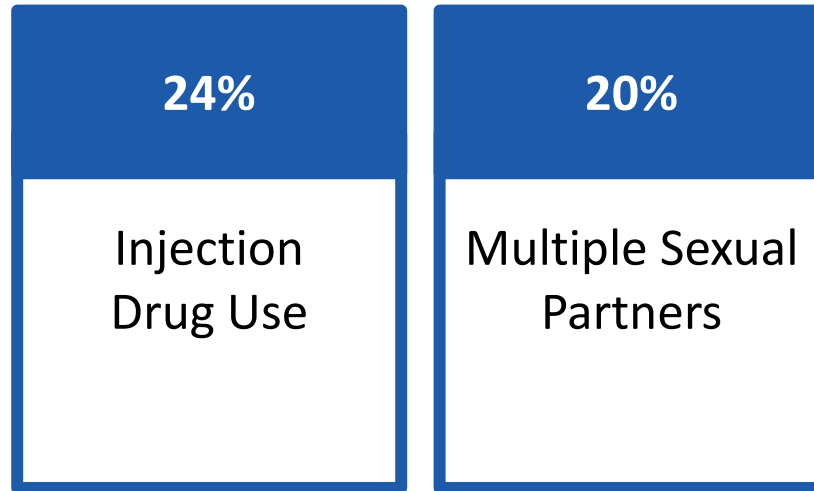 24%
Injection
Drug Use
20%
Multiple Sexual
Partners